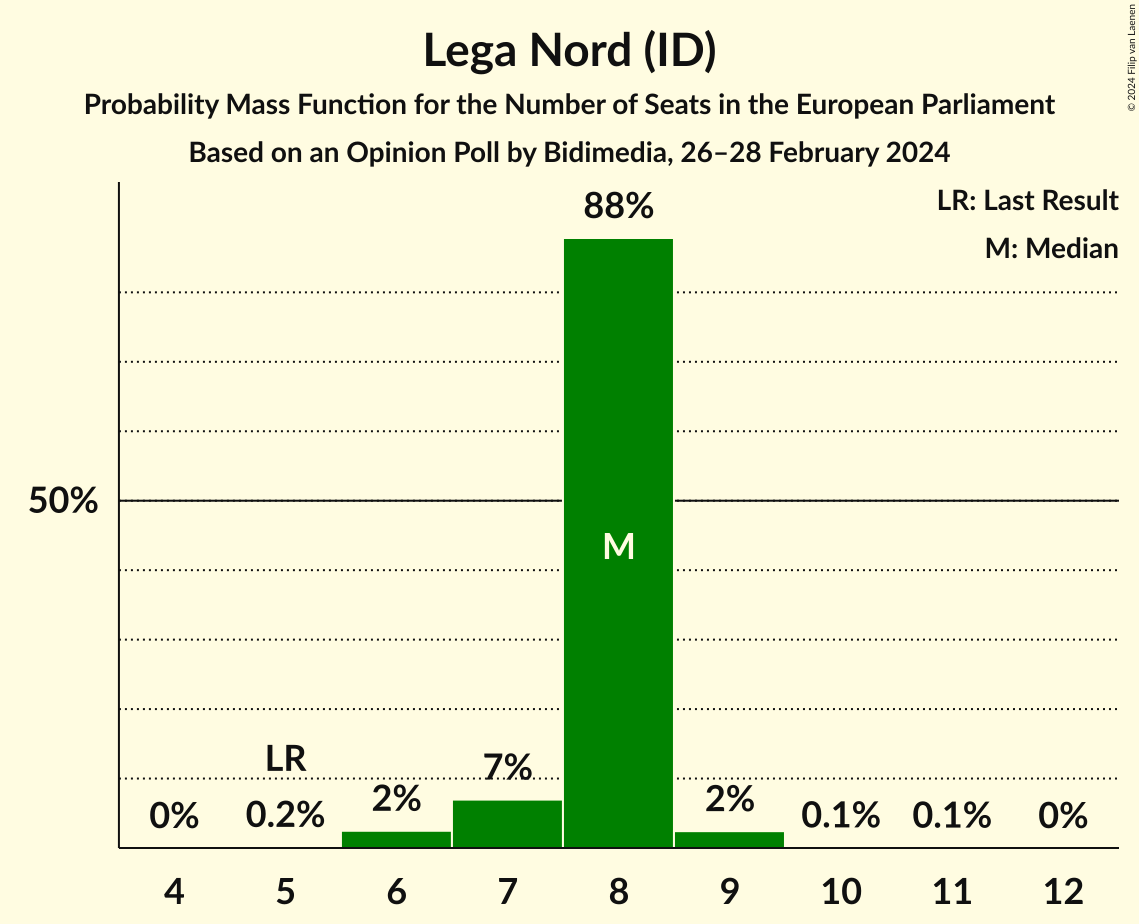 Lega Nord (ID)
Probability Mass Function for the Number of Seats in the European Parliament
Based on an Opinion Poll by Bidimedia, 26–28 February 2024
© 2024 Filip van Laenen
LR: Last Result
M: Median
88%
50%
M
LR
7%
2%
2%
0%
0.2%
0.1%
0.1%
0%
4 5 6 7 8 9 10 11 12